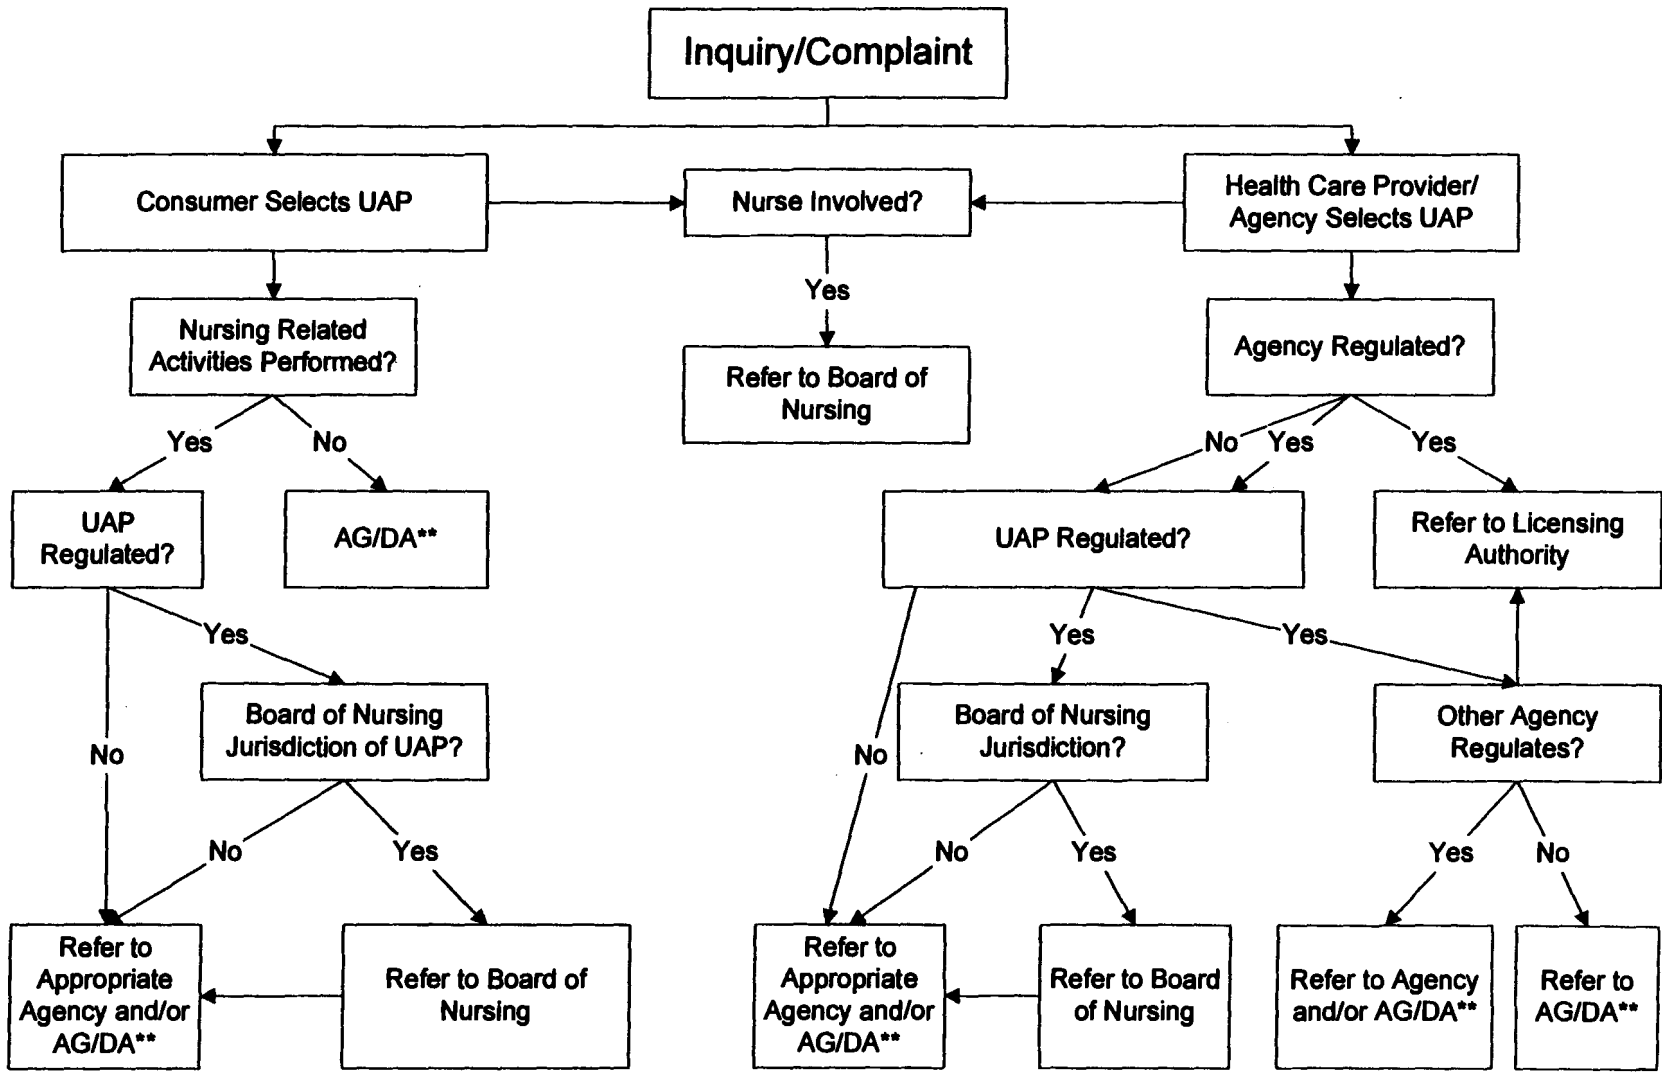 Inquiry/Complaint
Consumer Selects UAP
Nurse Involved?
Health Care Provider/
Agency Selects UAP
Yes
Nursing Related
Activities Performed?
Refer to Board of
Nursing
Agency Regulated?
Yes
No
No
Yes
Yes
UAP
Regulated?
AG/DA**
UAP Regulated?
Refer to Licensing
Authority
Yes
Yes
Yes
No
Board of Nursing
Jurisdiction of UAP?
No
Board of Nursing
Jurisdiction?
Other Agency
Regulates?
No
Yes
No
Yes
Yes
No
Refer to
Appropriate
Agency and/or
AG/DA**
Refer to Board of
Nursing
Refer to
Appropriate
Agency and/or
AG/DA**
Refer to Board
of Nursing
Refer to Agency
and/or AG/DA**
Refer to
AG/DA**